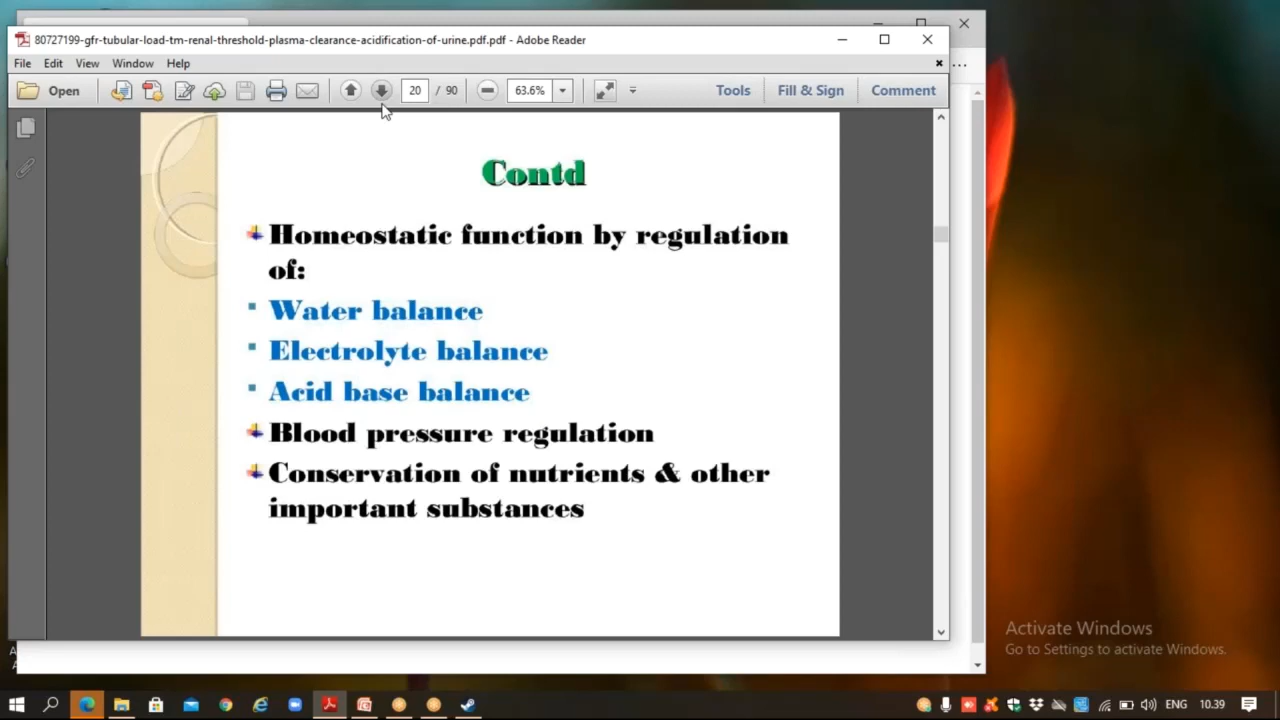 80727199-gfr-tubular-load-tm-renal-threshold-plasma-clearance-acidification-of-urine.pdf.pdf - Adobe Reader
File Edit View Window Help
Open 20 / 90 63.6% Tools Fill & Sign Comment
Contd
Homeostatic function by regulation
of:
Water balance
Electrolyte balance
Acid base balance
Blood pressure regulation
Conservation of nutrients & other
important substances
Activate Windows
Go to Settings to activate Windows.
ENG 10.39